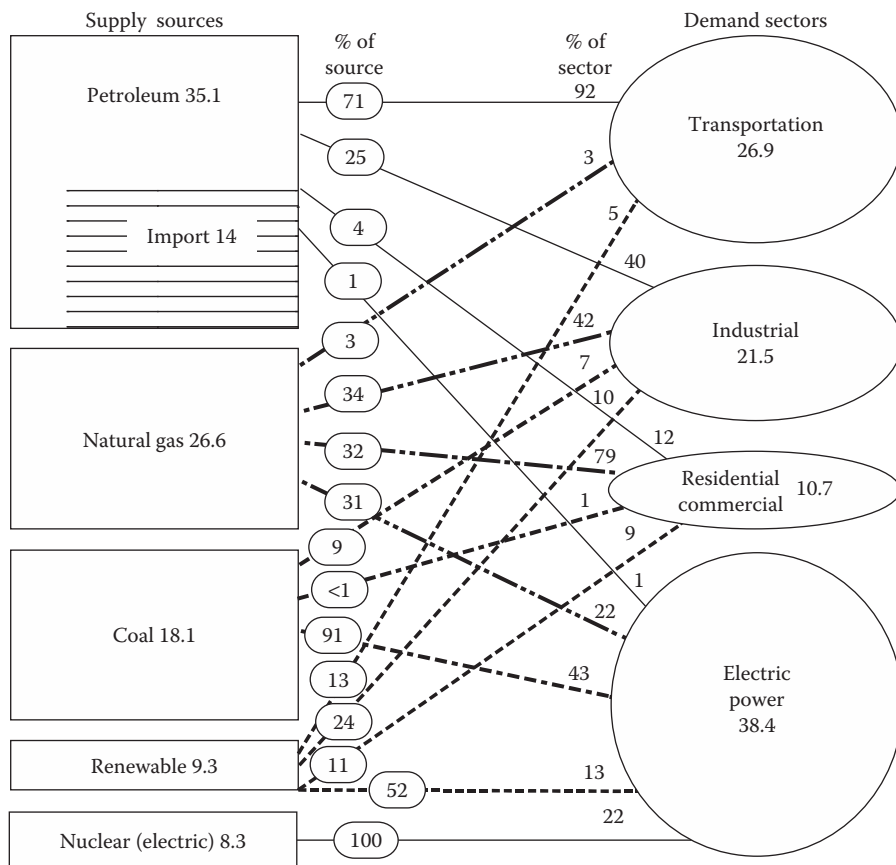 Supply sources
Demand sectors
% of
source
% of
sector
Petroleum 35.1
71
92
Transportation
26.9
25
3
5
Import 14
4
40
1
3
42
Industrial
21.5
7
34
10
Natural gas 26.6
32
12
79
Residential
commercial
10.7
31
1
9
9
<1
1
22
Coal 18.1
91
43
Electric
power
38.4
13
24
Renewable 9.3
11
13
52
22
Nuclear (electric) 8.3
100